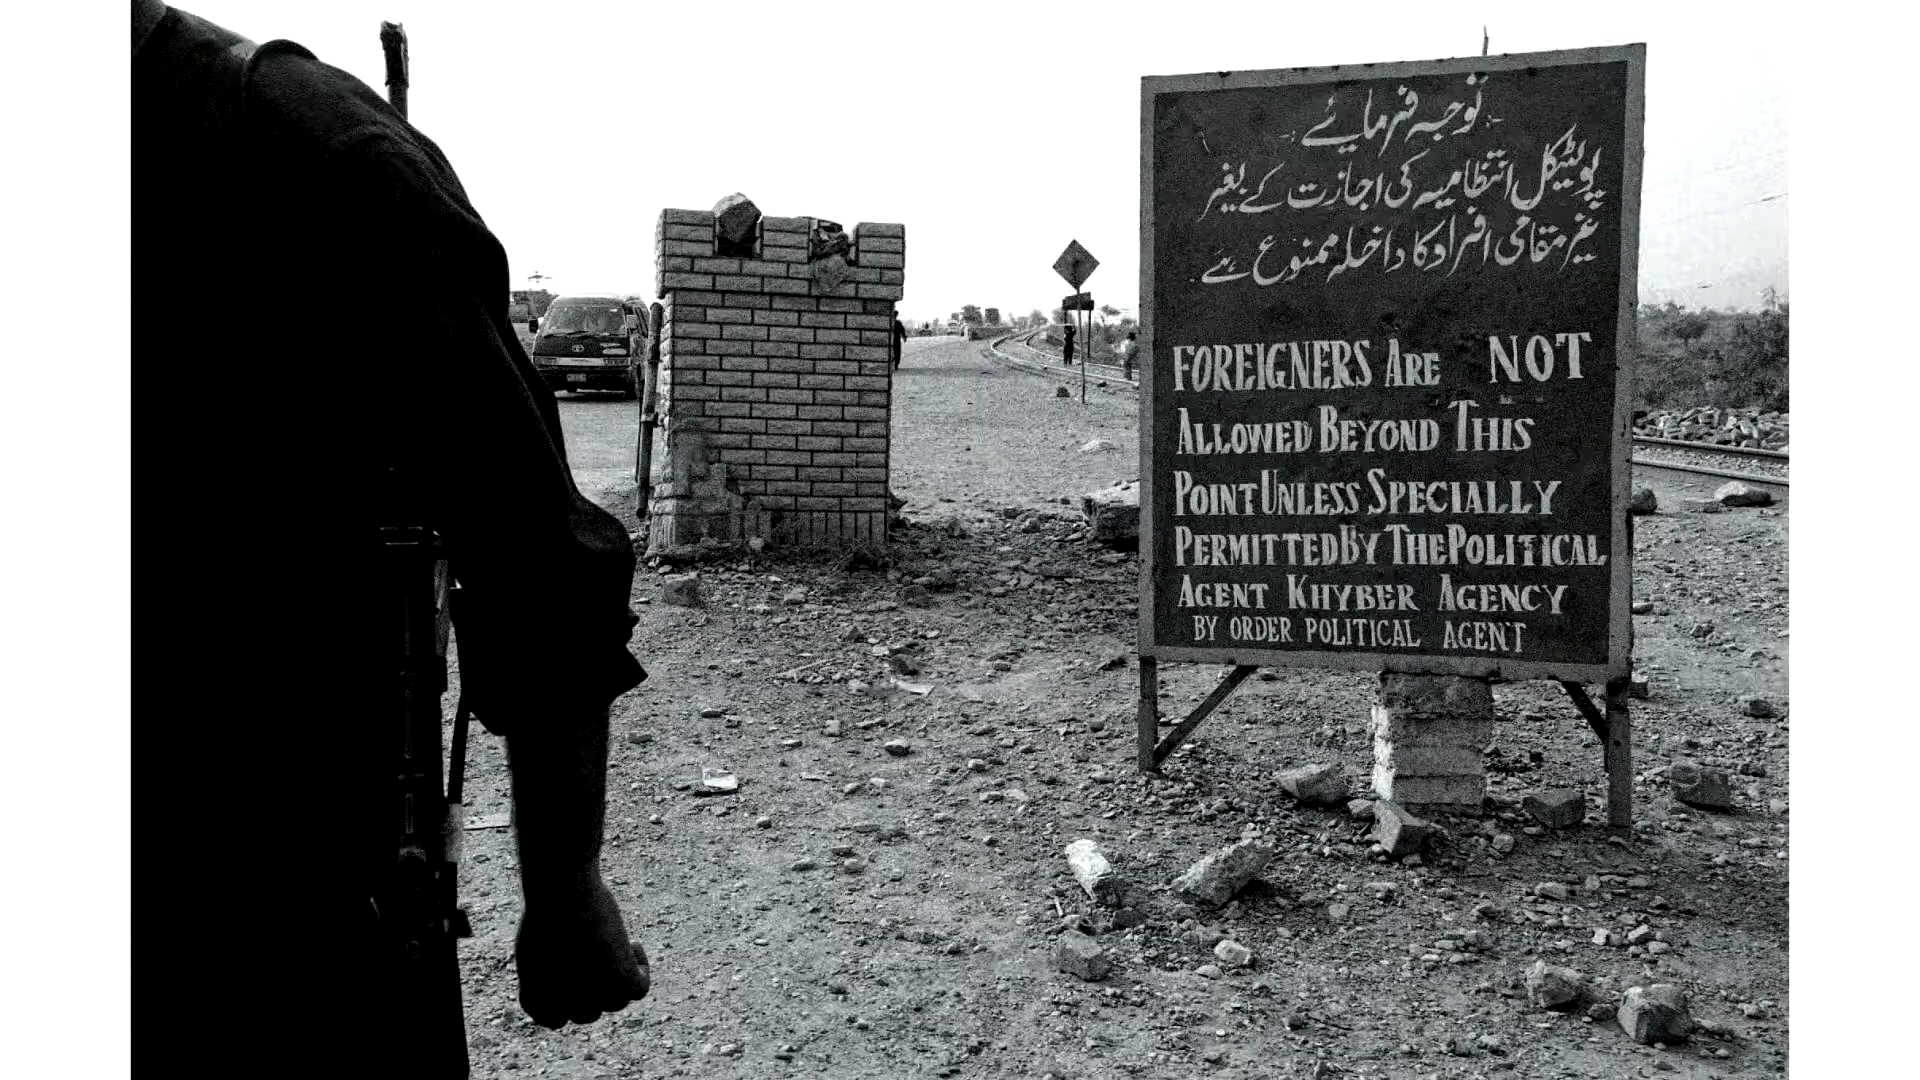 توجہ فرمائیے
پولیٹیکل انتظامیہ کی اجازت کے بغیر
غیر مقامی افراد کا داخلہ ممنوع ہے
FOREIGNERS ARE NOT
ALLOWED BEYOND THIS
POINT UNLESS SPECIALLY
PERMITTED BY THE POLITICAL
AGENT KHYBER AGENCY
BY ORDER POLITICAL AGENT